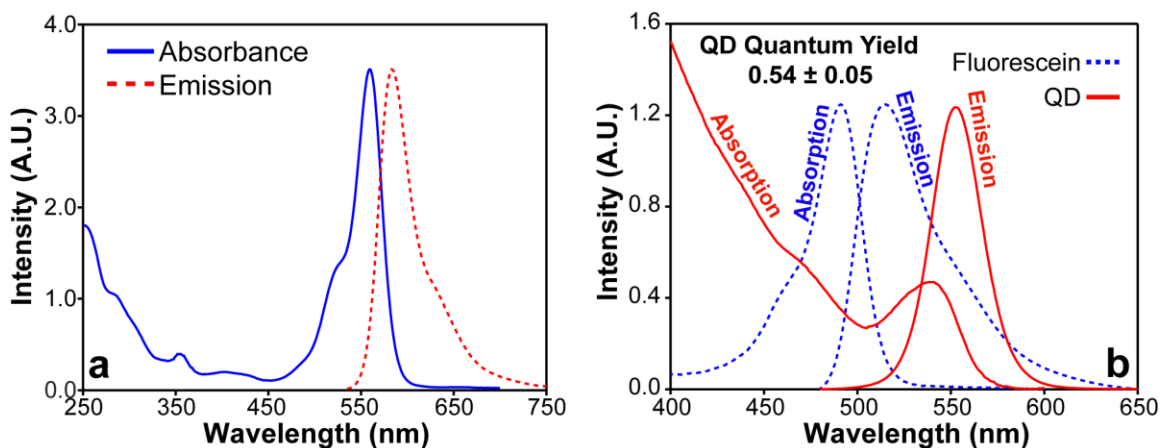 4.0
3.0
2.0
1.0
0.0
Intensity (A.U.)
Absorbance
Emission
a
250 350 450 550 650 750
Wavelength (nm)
1.6
1.2
0.8
0.4
0.0
Intensity (A.U.)
QD Quantum Yield
0.54 ± 0.05
Fluorescein
QD
Absorption
Absorption
Emission
Emission
b
400 450 500 550 600 650
Wavelength (nm)